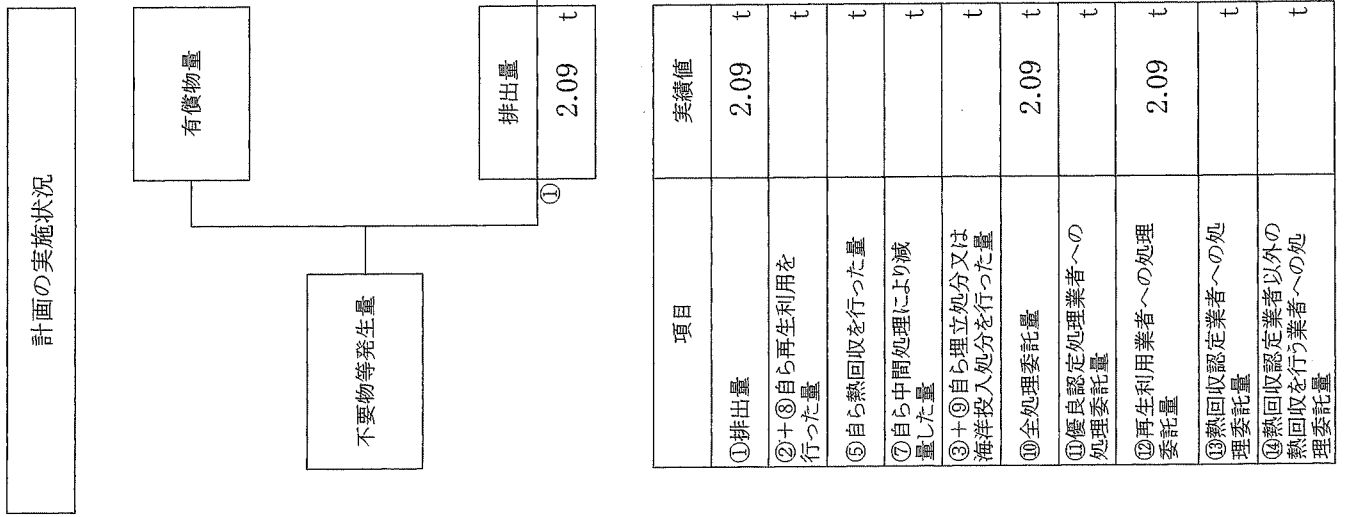 計画の実施状況
有償物量
不要物等発生量
①
排出量
2.09 t
項目 実績値
①排出量 2.09 t
②+⑧自ら再生利用を
行った量 t
⑤自ら熱回収を行った量 t
⑦自ら中間処理により減
量した量 t
③+⑨自ら埋立処分又は
海洋投入処分を行った量 t
⑩全処理委託量 2.09 t
⑪優良認定処理業者への
処理委託量 t
⑫再生利用業者への処理
委託量 2.09 t
⑬熱回収認定業者への処
理委託量 t
⑭熱回収認定業者以外の
熱回収を行う業者への処
理委託量 t